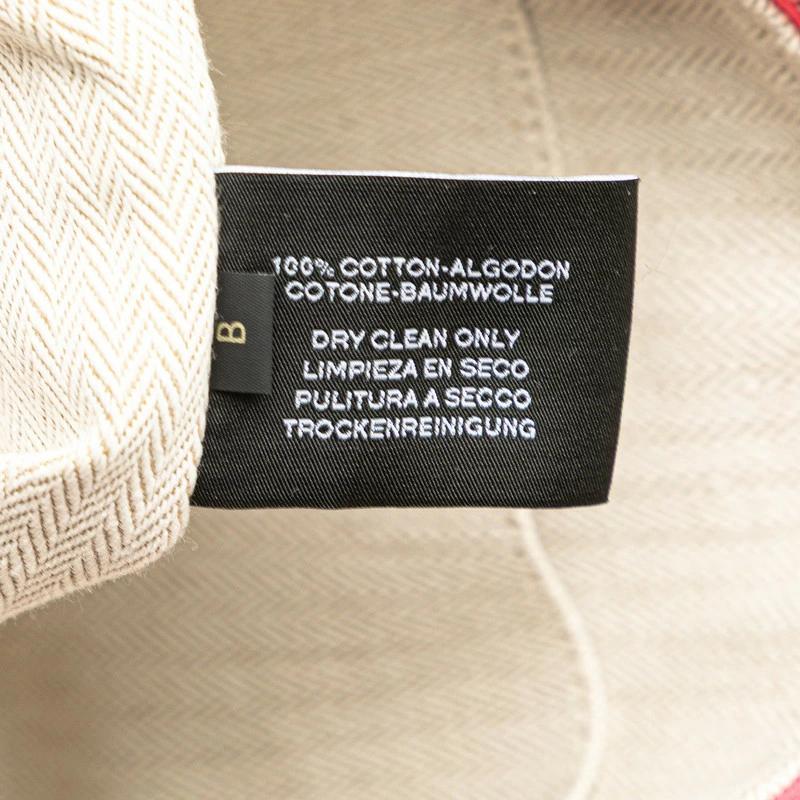 100% COTTON-ALGODON
COTONE-BAUMWOLLE
DRY CLEAN ONLY
LIMPIEZA EN SECO
PULITURA A SECCO
TROCKENREINIGUNG
B